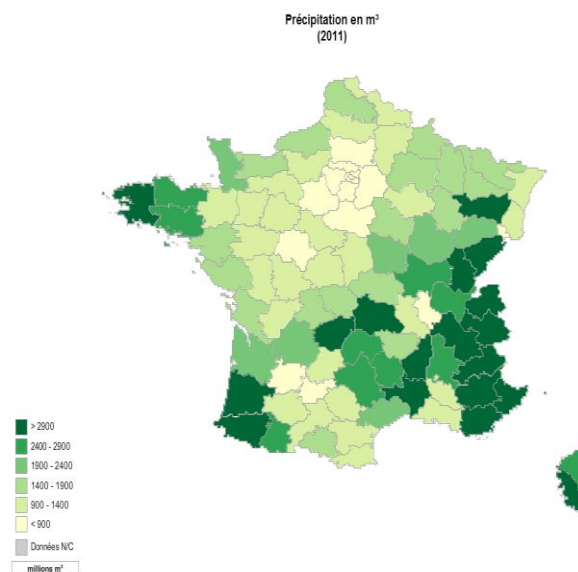 Précipitation en m³
(2011)
> 2900
2400 - 2900
1900 - 2400
1400 - 1900
900 - 1400
< 900
Données N/C
millions m³